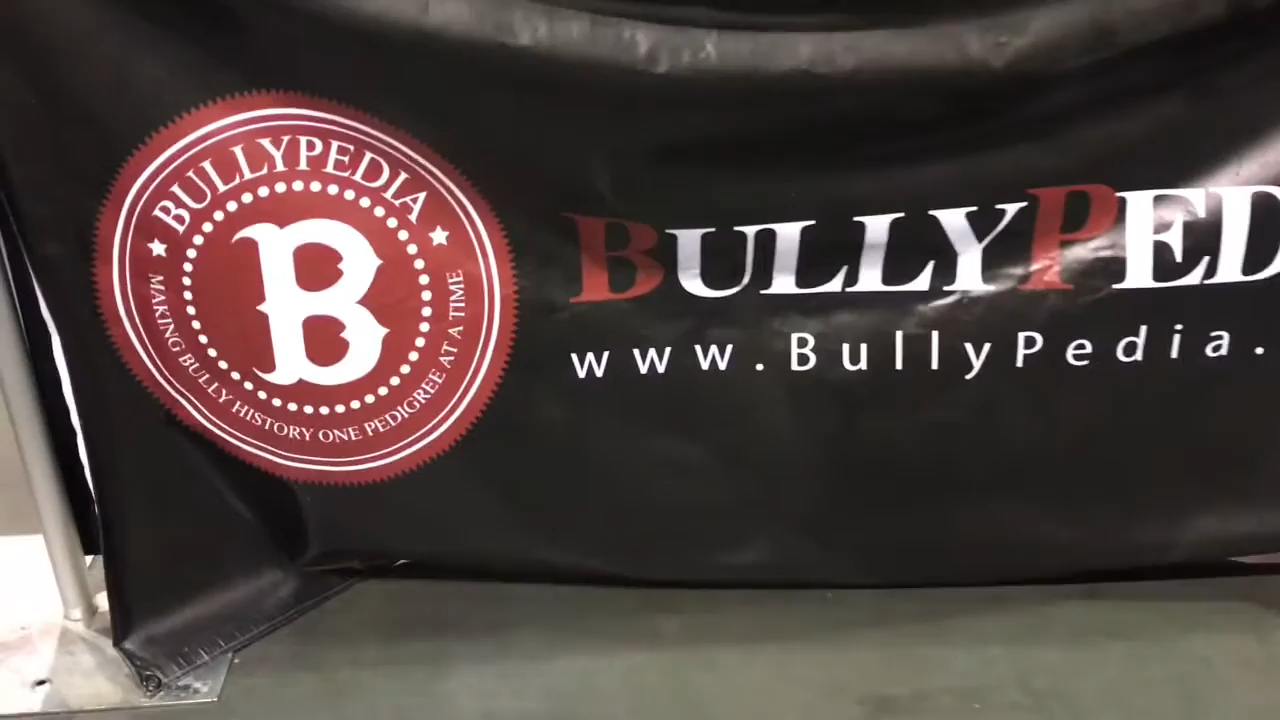 BULLYPEDIA
B
MAKING BULLY HISTORY ONE PEDIGREE AT A TIME
BULLYPED
www.BullyPedia.